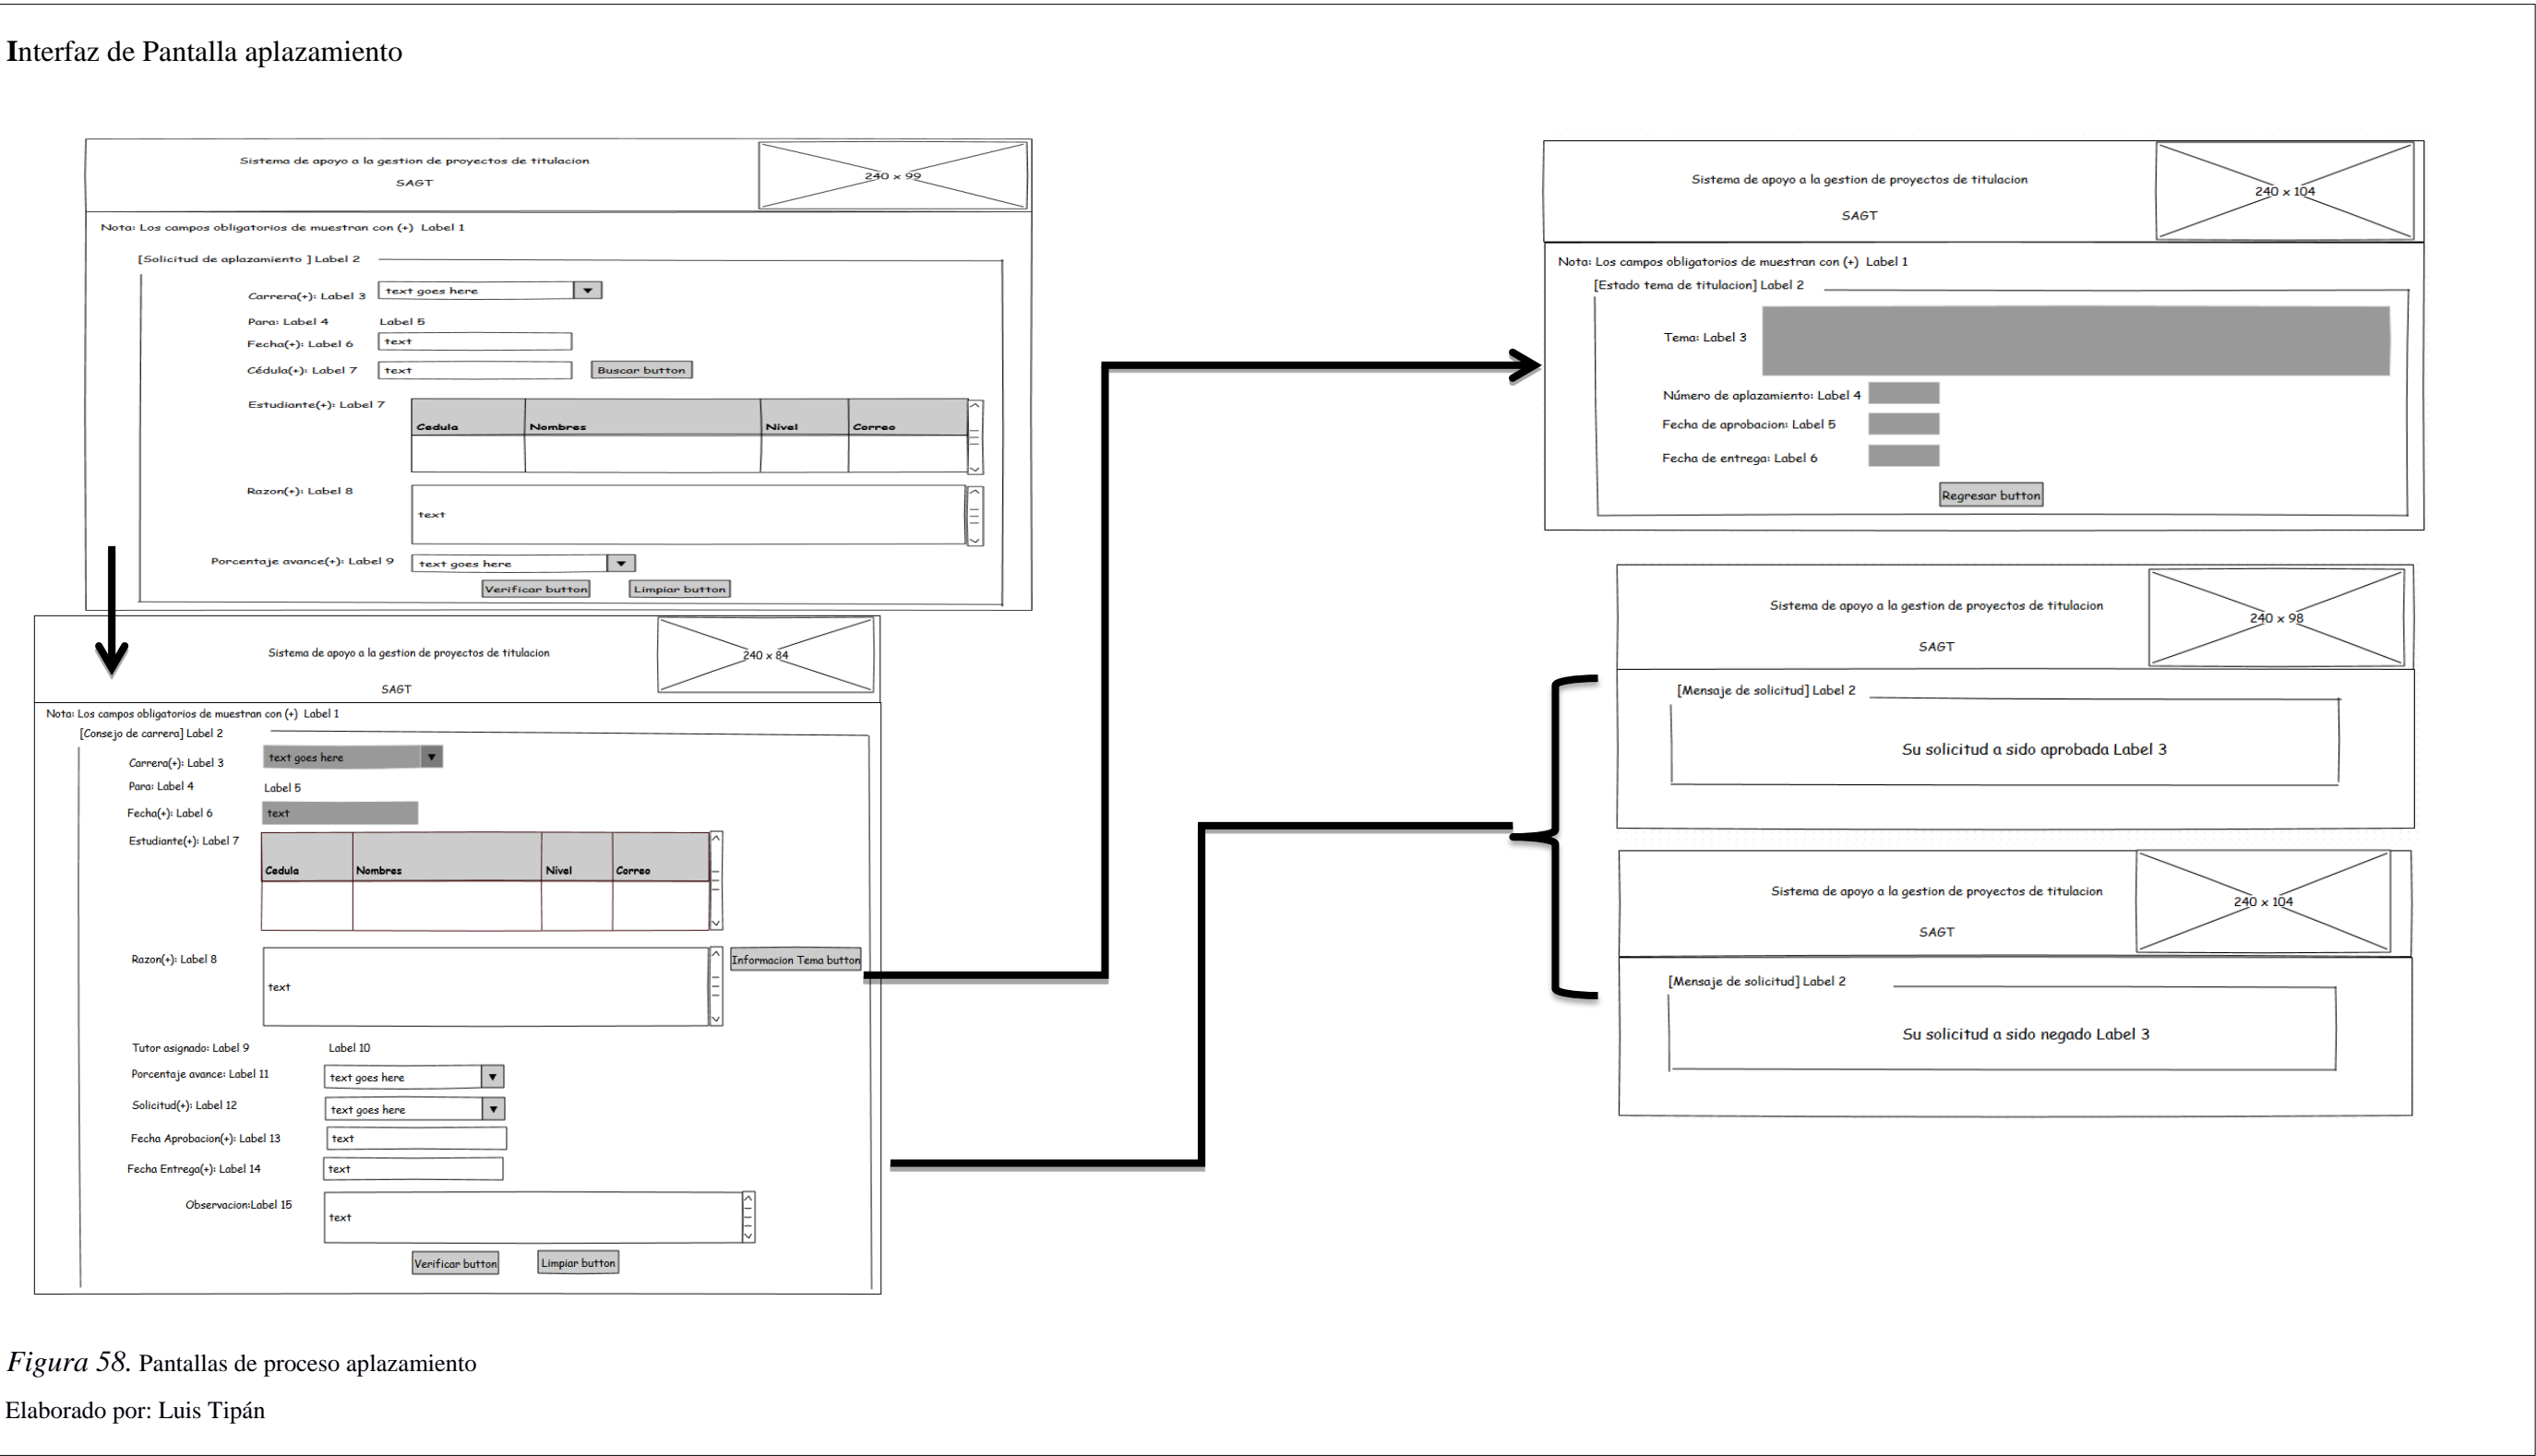 Interfaz de Pantalla aplazamiento
Sistema de apoyo a la gestion de proyectos de titulacion
SAGT
240 x 99
Nota: Los campos obligatorios de muestran con (+) Label 1
[Solicitud de aplazamiento ] Label 2
Carrera(+): Label 3 text goes here
Para: Label 4 Label 5
Fecha(+): Label 6 text
Cédula(+): Label 7 text Buscar button
Estudiante(+): Label 7
Cedula Nombres Nivel Correo
Razon(+): Label 8
text
Porcentaje avance(+): Label 9 text goes here
Verificar button Limpiar button
Sistema de apoyo a la gestion de proyectos de titulacion
SAGT
240 x 84
Nota: Los campos obligatorios de muestran con (+) Label 1
[Consejo de carrera] Label 2
Carrera(+): Label 3 text goes here
Para: Label 4 Label 5
Fecha(+): Label 6 text
Estudiante(+): Label 7
Cedula Nombres Nivel Correo
Razon(+): Label 8 Informacion Tema button
text
Tutor asignado: Label 9 Label 10
Porcentaje avance: Label 11 text goes here
Solicitud(+): Label 12 text goes here
Fecha Aprobacion(+): Label 13 text
Fecha Entrega(+): Label 14 text
Observacion:Label 15
text
Verificar button Limpiar button
Sistema de apoyo a la gestion de proyectos de titulacion
SAGT
240 x 104
Nota: Los campos obligatorios de muestran con (+) Label 1
[Estado tema de titulacion] Label 2
Tema: Label 3
Número de aplazamiento: Label 4
Fecha de aprobacion: Label 5
Fecha de entrega: Label 6
Regresar button
Sistema de apoyo a la gestion de proyectos de titulacion
SAGT
240 x 98
[Mensaje de solicitud] Label 2
Su solicitud a sido aprobada Label 3
Sistema de apoyo a la gestion de proyectos de titulacion
SAGT
240 x 104
[Mensaje de solicitud] Label 2
Su solicitud a sido negado Label 3
Figura 58. Pantallas de proceso aplazamiento
Elaborado por: Luis Tipán